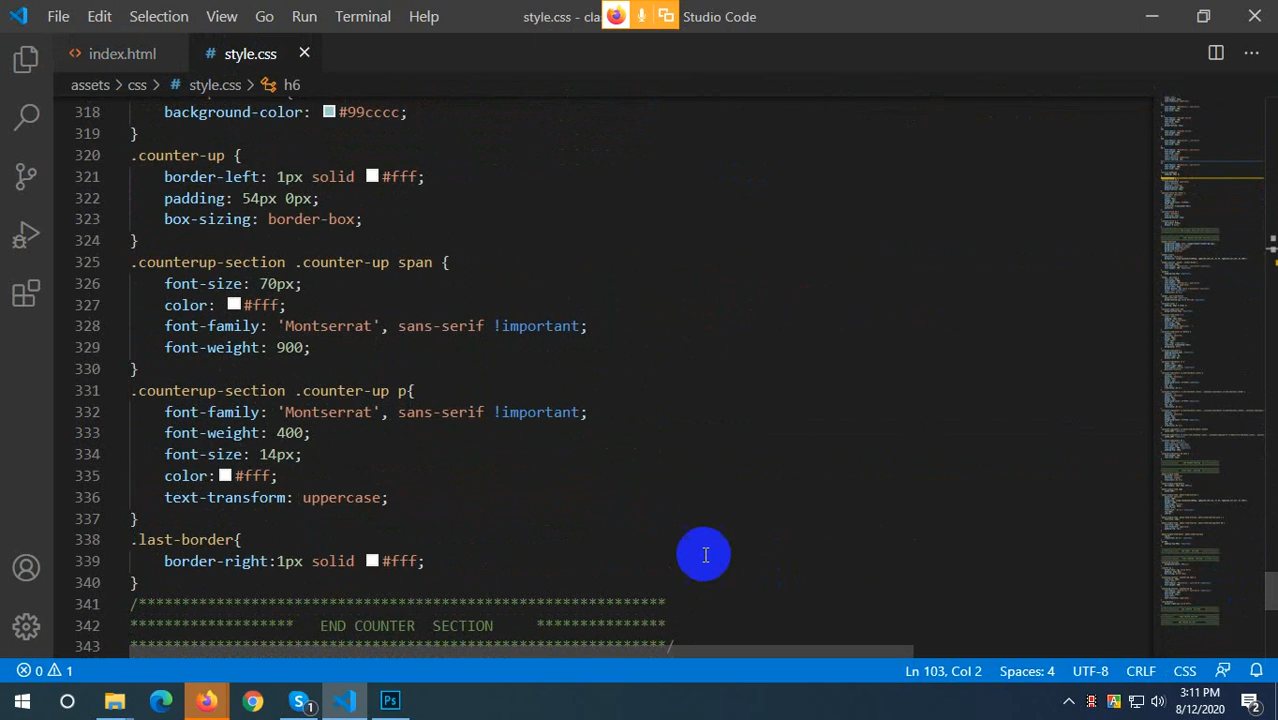 File Edit Selection View Go Run Terminal Help style.css - cla Studio Code
index.html # style.css
assets > css > # style.css > h6
318 background-color: #99cccc;
319 }
320 .counter-up {
321 border-left: 1px solid #fff;
322 padding: 54px 0px;
323 box-sizing: border-box;
324 }
325 .counterup-section .counter-up span {
326 font-size: 70px;
327 color: #fff;
328 font-family: 'Montserrat', sans-serif !important;
329 font-weight: 900;
330 }
331 .counterup-section .counter-up p{
332 font-family: 'Montserrat', sans-serif !important;
333 font-weight: 400;
334 font-size: 14px;
335 color: #fff;
336 text-transform: uppercase;
337 }
338 .last-border{
339 border-right:1px solid #fff;
340 }
341 /*************************************************************
342 ******************* END COUNTER SECTION ****************
343 **************************************************************/
0 1 Ln 103, Col 2 Spaces: 4 UTF-8 CRLF CSS
3:11 PM
8/12/2020